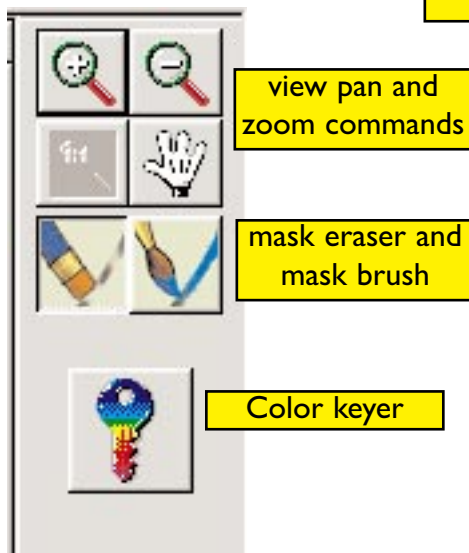 view pan and
zoom commands
mask eraser and
mask brush
Color keyer